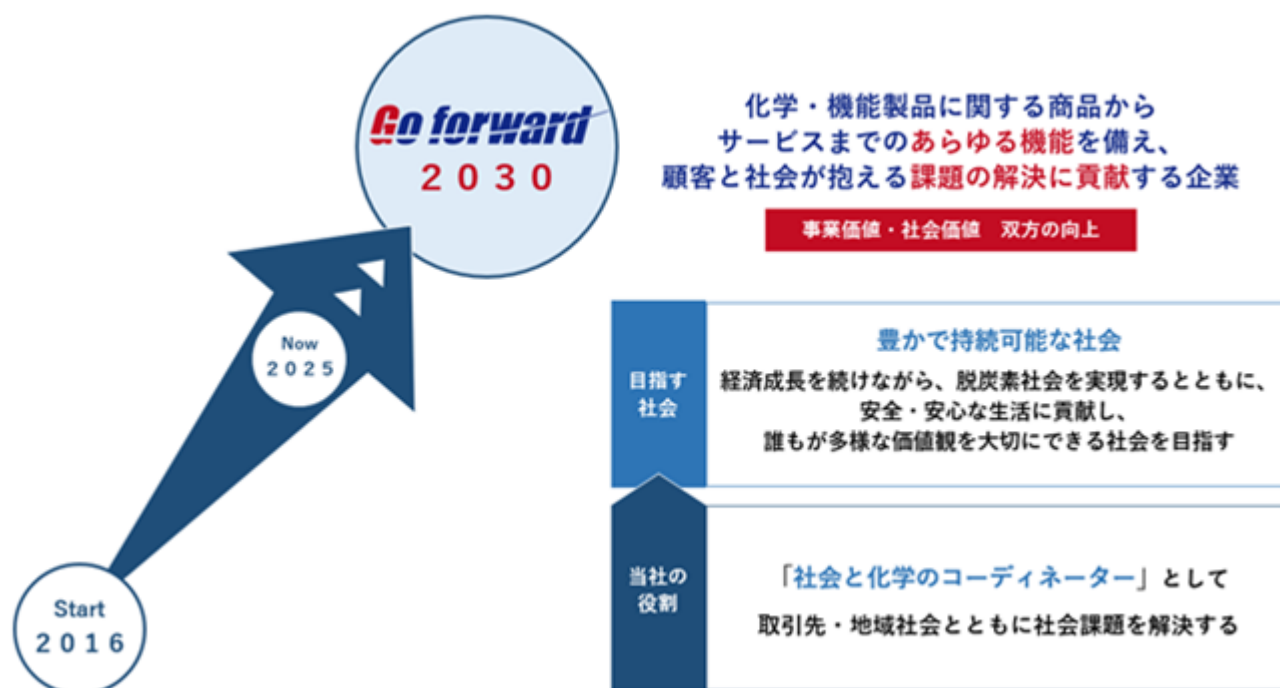 Go forward
2030
化学・機能製品に関する商品から
サービスまでのあらゆる機能を備え、
顧客と社会が抱える課題の解決に貢献する企業
事業価値・社会価値　双方の向上
Now
2025
Start
2016
目指す
社会
豊かで持続可能な社会
経済成長を続けながら、脱炭素社会を実現するとともに、
安全・安心な生活に貢献し、
誰もが多様な価値観を大切にできる社会を目指す
当社の
役割
「社会と化学のコーディネーター」として
取引先・地域社会とともに社会課題を解決する